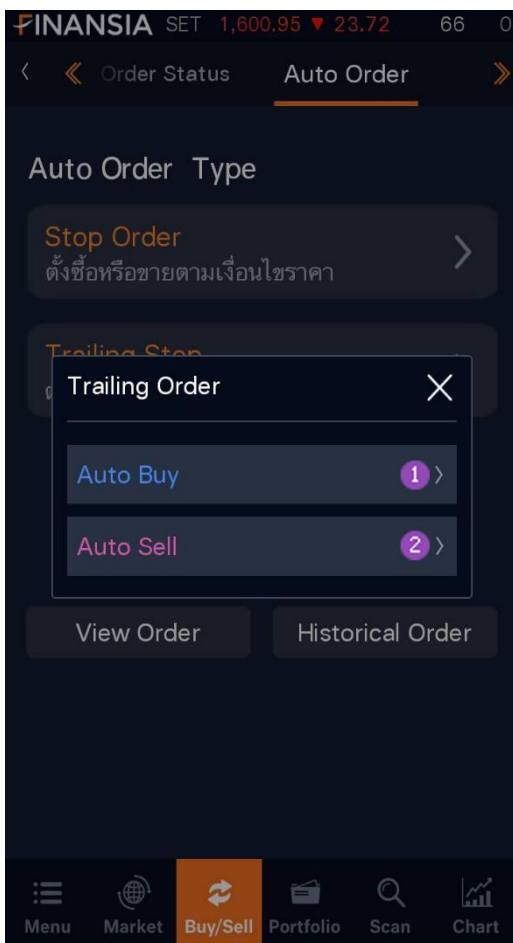 FINANSIA SET 1,600.95 ▼ 23.72 66 0
Order Status Auto Order
Auto Order Type
Stop Order
ตั้งซื้อหรือขายตามเงื่อนไขราคา
Trailing Stop
Trailing Order
Auto Buy 1
Auto Sell 2
View Order Historical Order
Menu Market Buy/Sell Portfolio Scan Chart